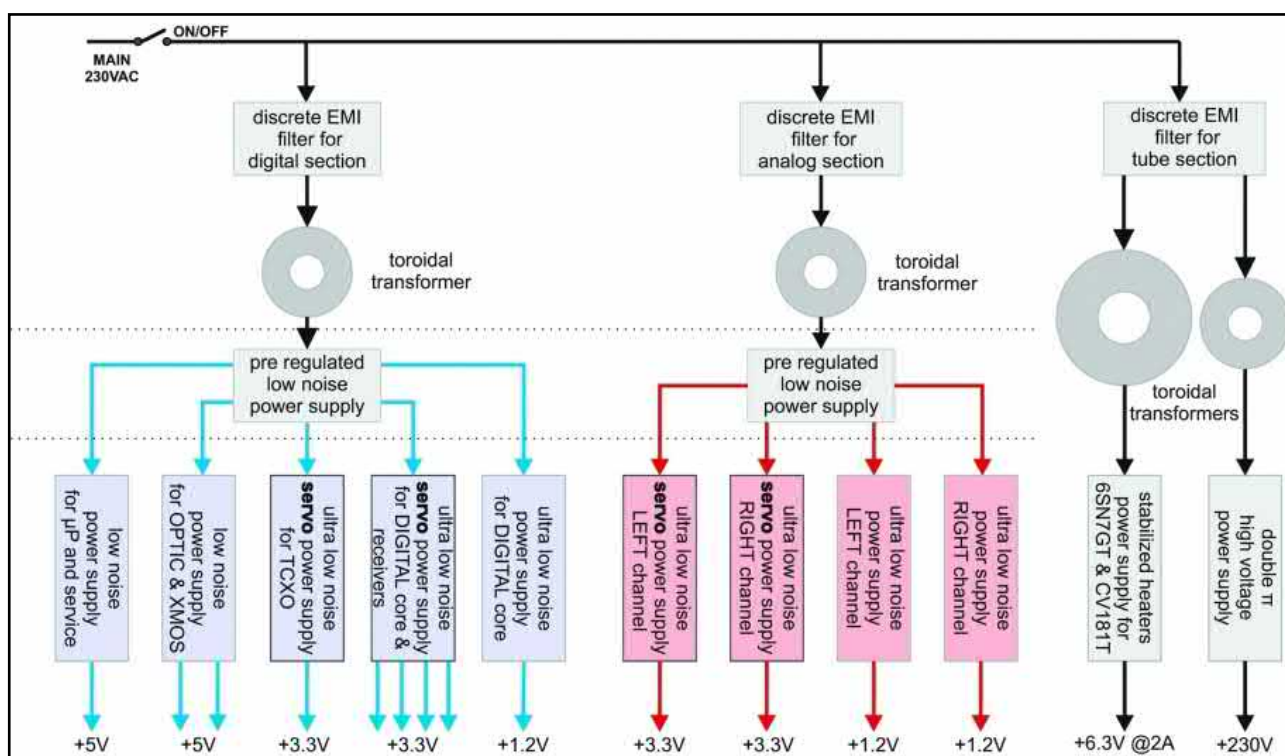 ON/OFF
MAIN
230VAC
discrete EMI
filter for
digital section
discrete EMI
filter for
analog section
discrete EMI
filter for
tube section
toroidal
transformer
toroidal
transformer
toroidal
transformers
pre regulated
low noise
power supply
pre regulated
low noise
power supply
low noise
power supply
for µP and service
low noise
power supply
for OPTIC & XMOS
ultra low noise
servo power supply
for TCXO
ultra low noise
servo power supply
for DIGITAL core &
receivers
ultra low noise
power supply
for DIGITAL core
ultra low noise
servo power supply
LEFT channel
ultra low noise
servo power supply
RIGHT channel
ultra low noise
power supply
LEFT channel
ultra low noise
power supply
RIGHT channel
stabilized heaters
power supply for
6SN7GT & CV181T
double π
high voltage
power supply
+5V
+5V
+3.3V
+3.3V
+1.2V
+3.3V
+3.3V
+1.2V
+1.2V
+6.3V @2A
+230V